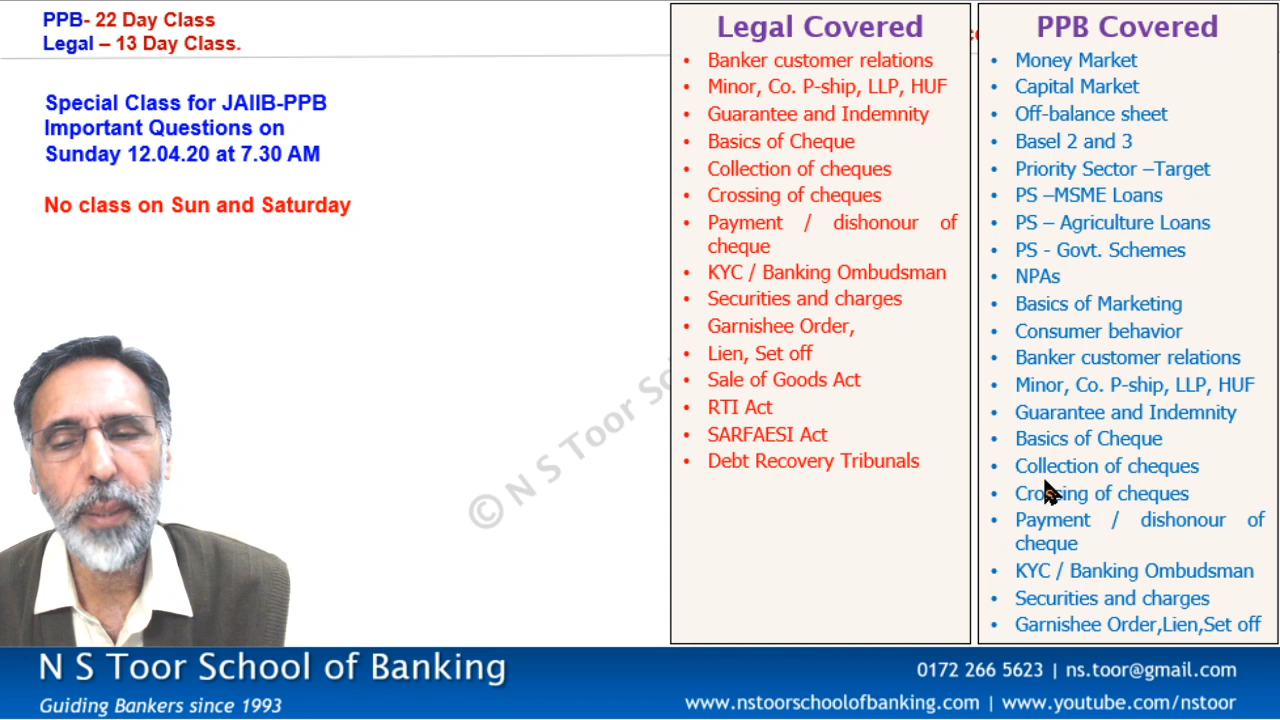 PPB- 22 Day Class
Legal – 13 Day Class.
Special Class for JAIIB-PPB
Important Questions on
Sunday 12.04.20 at 7.30 AM
No class on Sun and Saturday
Legal Covered
• Banker customer relations
• Minor, Co. P-ship, LLP, HUF
• Guarantee and Indemnity
• Basics of Cheque
• Collection of cheques
• Crossing of cheques
• Payment / dishonour of
cheque
• KYC / Banking Ombudsman
• Securities and charges
• Garnishee Order,
• Lien, Set off
• Sale of Goods Act
• RTI Act
• SARFAESI Act
• Debt Recovery Tribunals
PPB Covered
• Money Market
• Capital Market
• Off-balance sheet
• Basel 2 and 3
• Priority Sector –Target
• PS –MSME Loans
• PS – Agriculture Loans
• PS - Govt. Schemes
• NPAs
• Basics of Marketing
• Consumer behavior
• Banker customer relations
• Minor, Co. P-ship, LLP, HUF
• Guarantee and Indemnity
• Basics of Cheque
• Collection of cheques
• Crossing of cheques
• Payment / dishonour of
cheque
• KYC / Banking Ombudsman
• Securities and charges
• Garnishee Order,Lien,Set off
© N S Toor
N S Toor School of Banking
Guiding Bankers since 1993
0172 266 5623 | ns.toor@gmail.com
www.nstoorschoolofbanking.com | www.youtube.com/nstoor